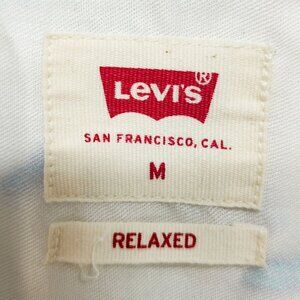 Levi's®
SAN FRANCISCO, CAL.
M
RELAXED